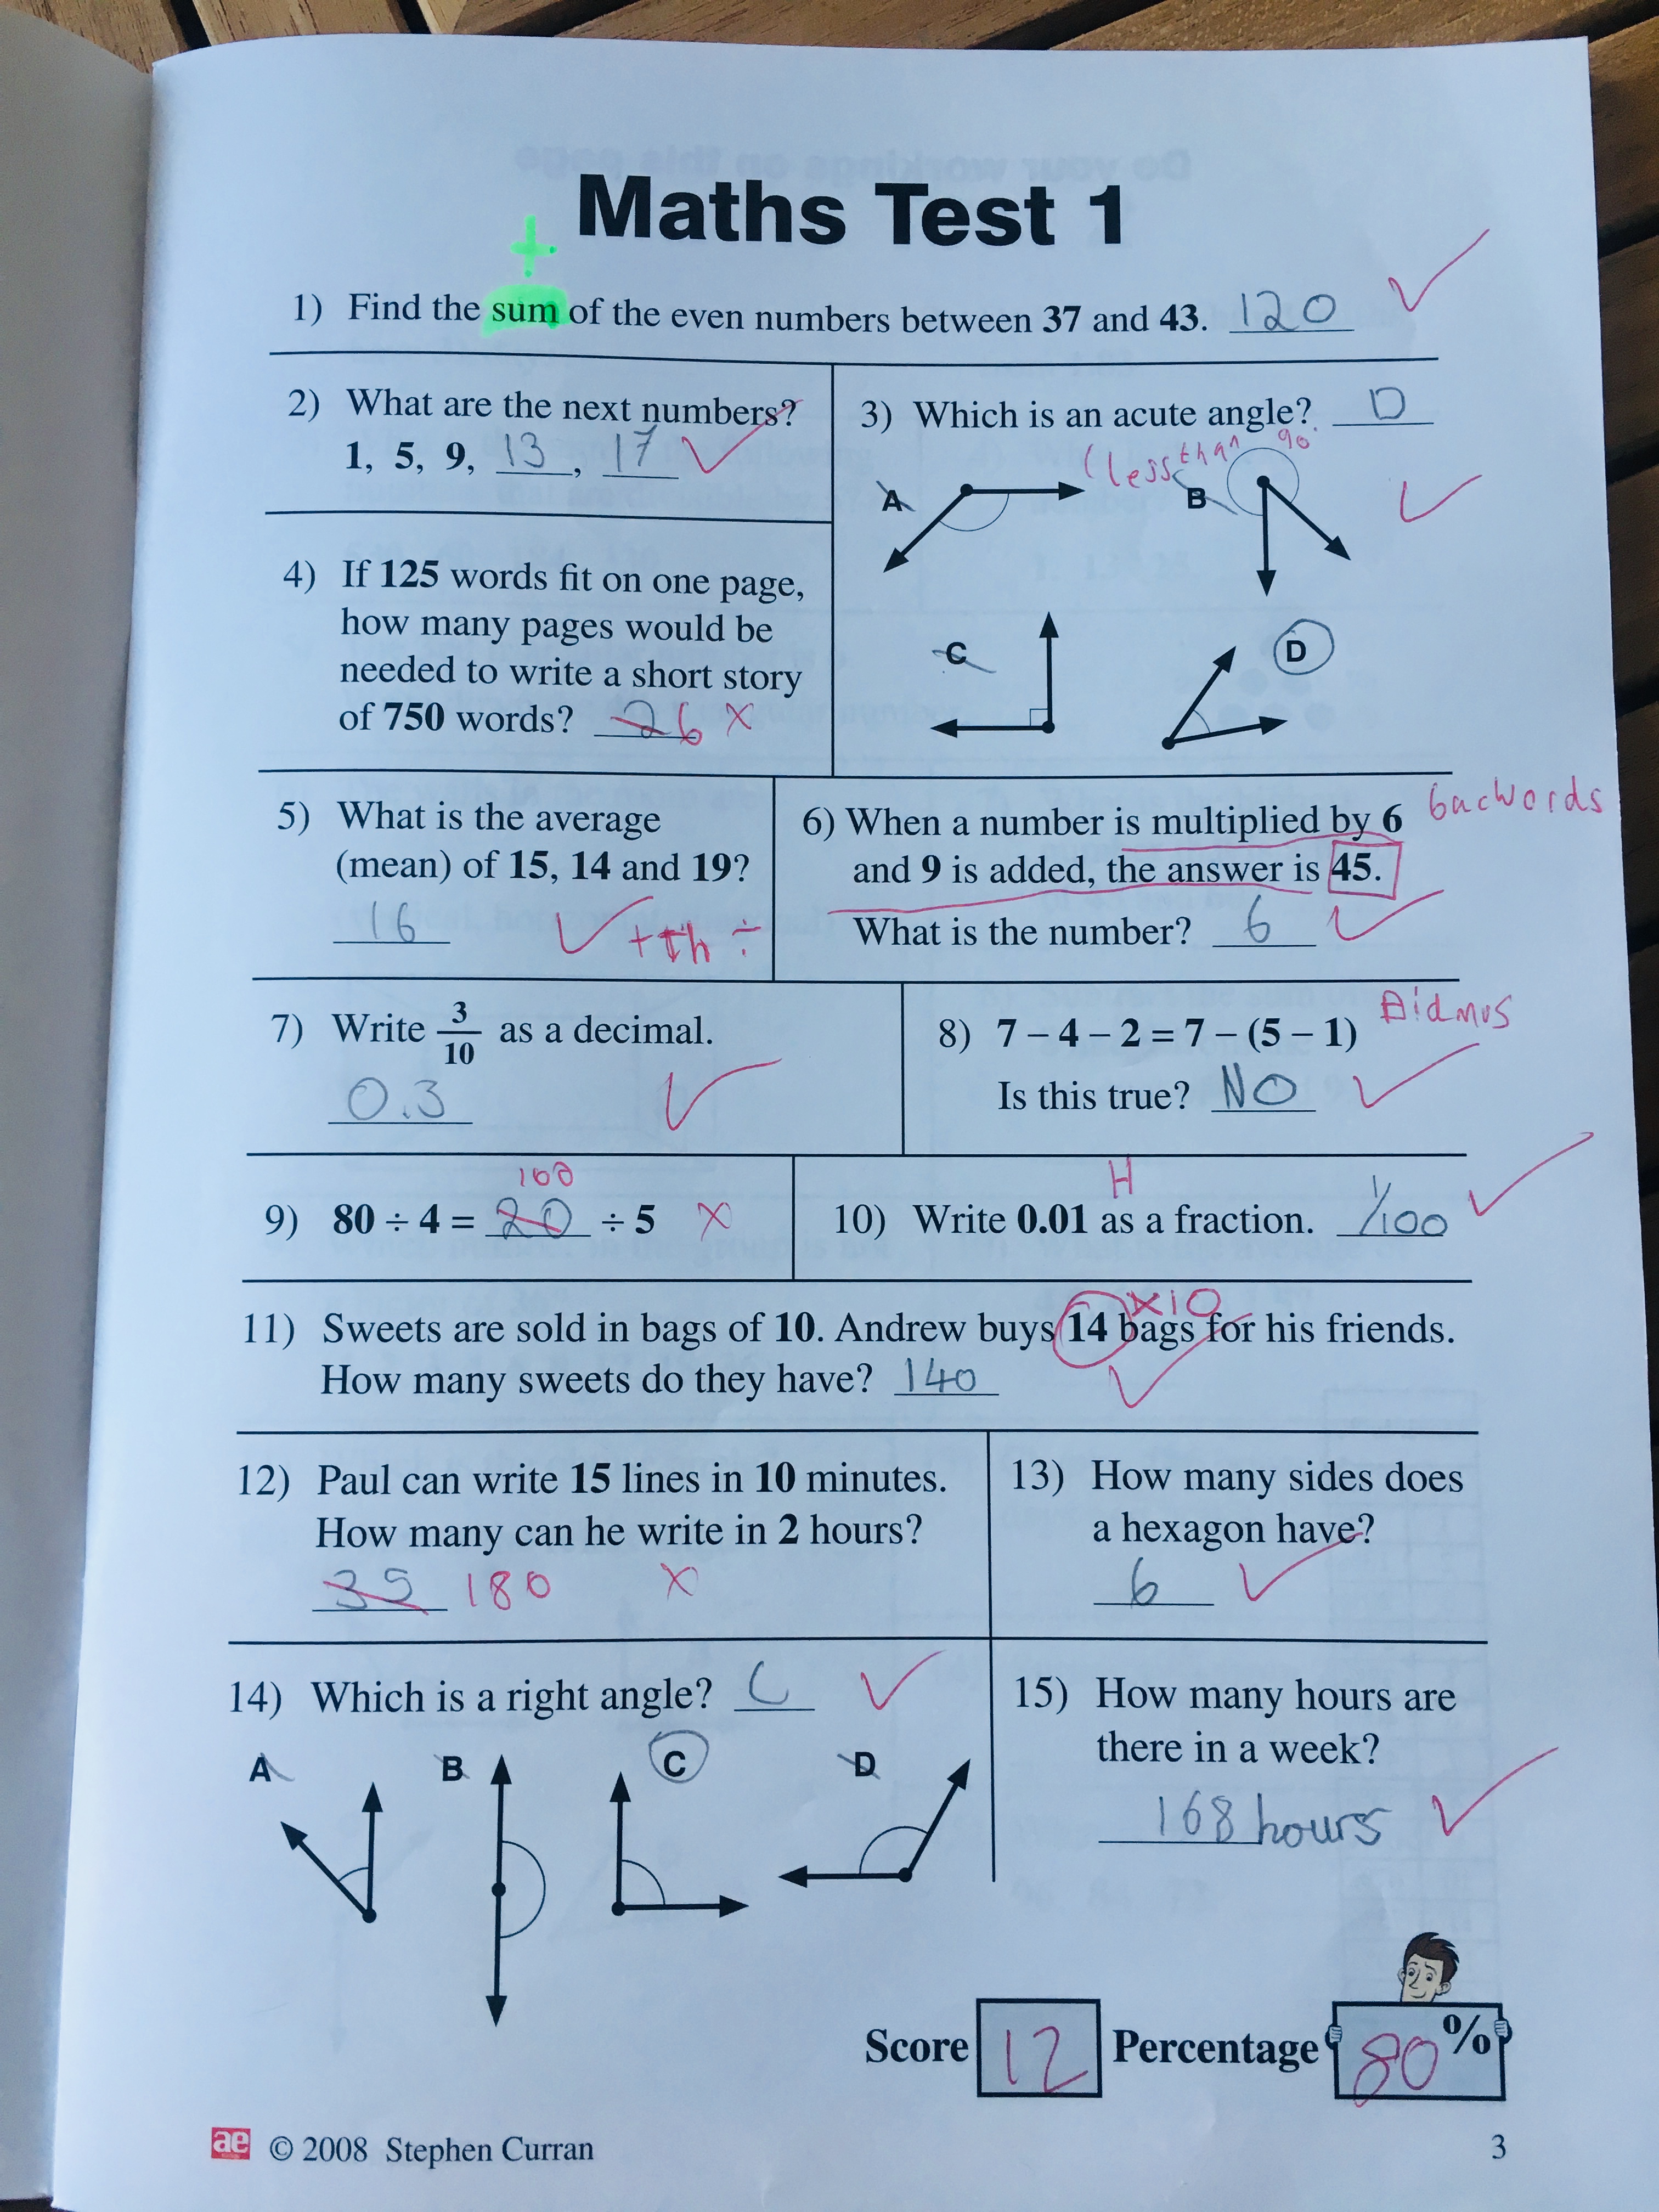 Maths Test 1
+
1) Find the sum of the even numbers between 37 and 43. 120
2) What are the next numbers?
1, 5, 9, 13, 17
3) Which is an acute angle? D
(less than 90
A
B
C
D
4) If 125 words fit on one page,
how many pages would be
needed to write a short story
of 750 words? 2 6 x
5) What is the average
(mean) of 15, 14 and 19?
16 + th ÷
6) When a number is multiplied by 6 bacwords
and 9 is added, the answer is 45.
What is the number? 6
7) Write 3/10 as a decimal.
0.3
8) 7 – 4 – 2 = 7 – (5 – 1) Bidmus
Is this true? NO
100
9) 80 ÷ 4 = 20 ÷ 5 x
H
10) Write 0.01 as a fraction. 1/100
x10
11) Sweets are sold in bags of 10. Andrew buys 14 bags for his friends.
How many sweets do they have? 140
12) Paul can write 15 lines in 10 minutes.
How many can he write in 2 hours?
35 180 x
13) How many sides does
a hexagon have?
6
14) Which is a right angle? C
A B C D
15) How many hours are
there in a week?
168 hours
Score 12 Percentage 80 %
ae © 2008 Stephen Curran
3